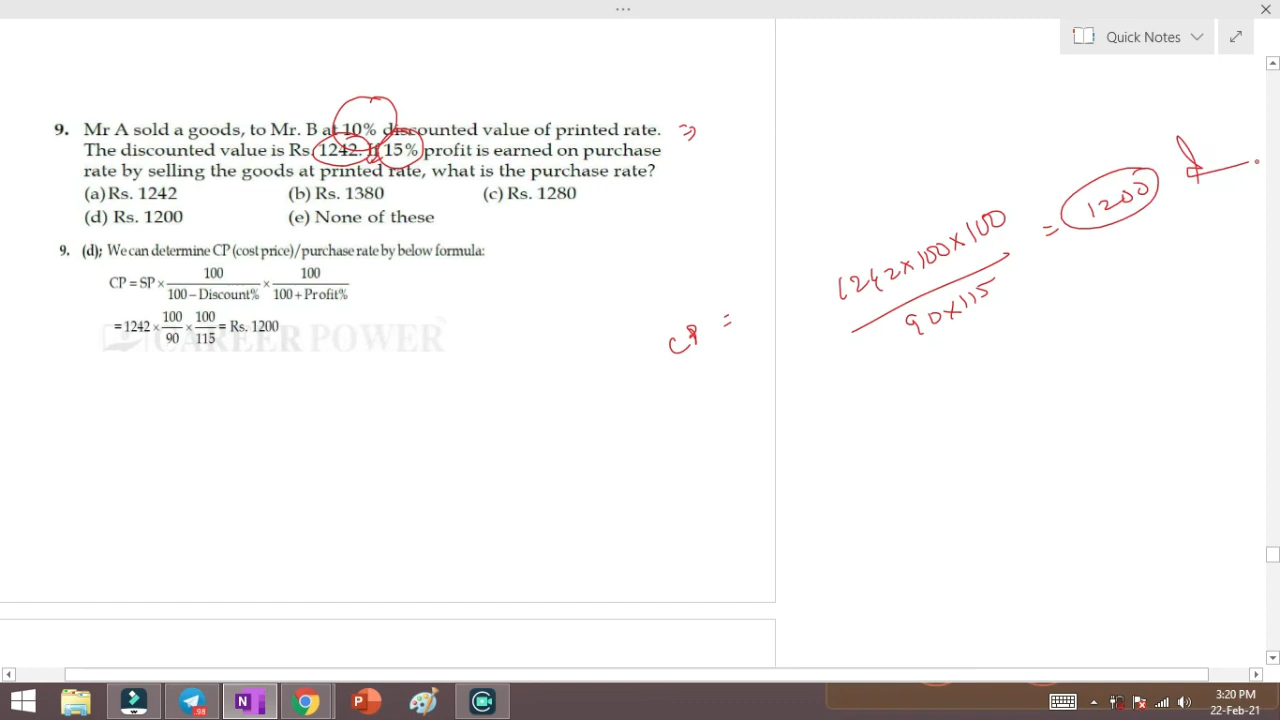 Quick Notes
9. Mr A sold a goods, to Mr. B at 10% discounted value of printed rate.
The discounted value is Rs 1242. If 15% profit is earned on purchase
rate by selling the goods at printed rate, what is the purchase rate?
(a) Rs. 1242 (b) Rs. 1380 (c) Rs. 1280
(d) Rs. 1200 (e) None of these
9. (d); We can determine CP (cost price)/purchase rate by below formula:
CP = SP × 100/100 – Discount% × 100/100 + Profit%
= 1242 × 100/90 × 100/115 = Rs. 1200
CAREER POWER
⇒
CP =
1242×100×100
90×115
= 1200
98
3:20 PM
22-Feb-21